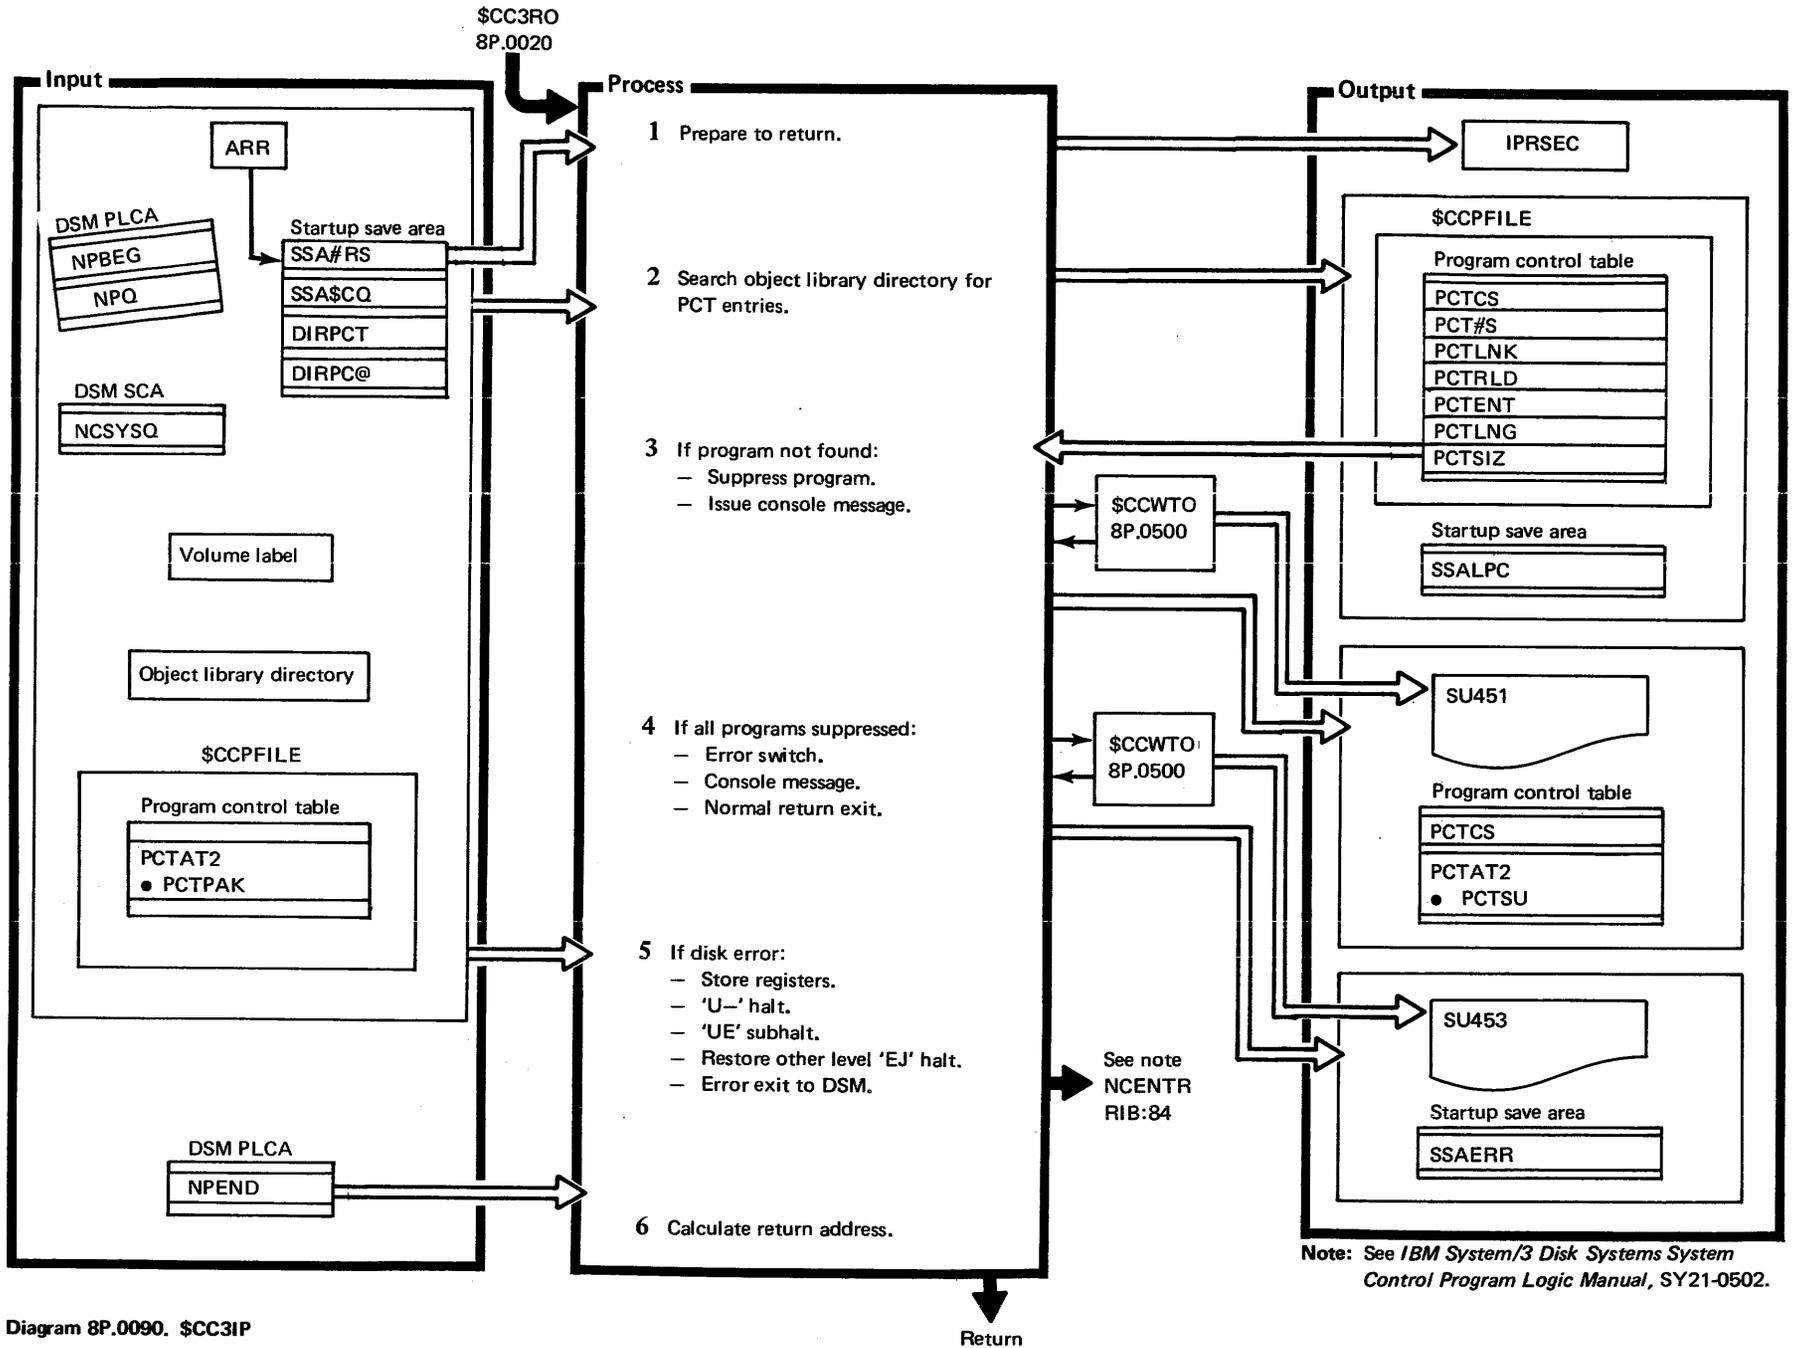 $CC3RO
8P.0020
Input
ARR
DSM PLCA
NPBEG
NPQ
Startup save area
SSA#RS
SSA$CQ
DIRPCT
DIRPC@
DSM SCA
NCSYSQ
Volume label
Object library directory
$CCPFILE
Program control table
PCTAT2
● PCTPAK
DSM PLCA
NPEND
Process
1 Prepare to return.
2 Search object library directory for
PCT entries.
3 If program not found:
— Suppress program.
— Issue console message.
4 If all programs suppressed:
— Error switch.
— Console message.
— Normal return exit.
5 If disk error:
— Store registers.
— ‘U—’ halt.
— ‘UE’ subhalt.
— Restore other level ‘EJ’ halt.
— Error exit to DSM.
6 Calculate return address.
$CCWTO
8P.0500
$CCWTO
8P.0500
See note
NCENTR
RIB:84
Return
Output
IPRSEC
$CCPFILE
Program control table
PCTCS
PCT#S
PCTLNK
PCTRLD
PCTENT
PCTLNG
PCTSIZ
Startup save area
SSALPC
SU451
Program control table
PCTCS
PCTAT2
● PCTSU
SU453
Startup save area
SSAERR
Note: See IBM System/3 Disk Systems System
Control Program Logic Manual, SY21-0502.
Diagram 8P.0090. $CC3IP